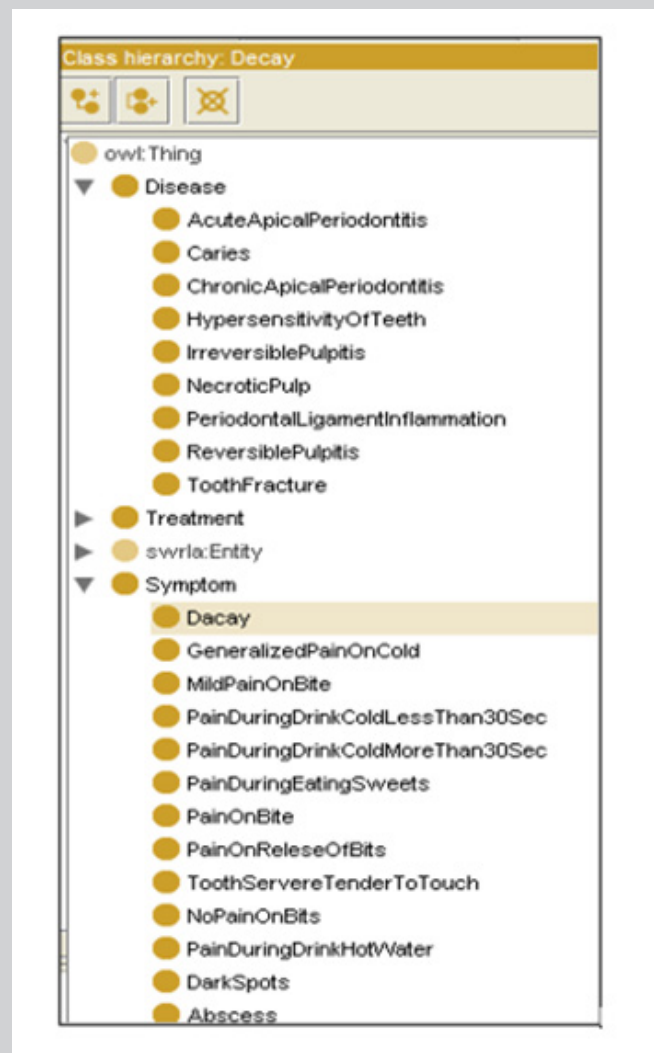 Class hierarchy: Decay
owl:Thing
Disease
AcuteApicalPeriodontitis
Caries
ChronicApicalPeriodontitis
HypersensitivityOfTeeth
IrreversiblePulpitis
NecroticPulp
PeriodontalLigamentInflammation
ReversiblePulpitis
ToothFracture
Treatment
swrla:Entity
Symptom
Dacay
GeneralizedPainOnCold
MildPainOnBite
PainDuringDrinkColdLessThan30Sec
PainDuringDrinkColdMoreThan30Sec
PainDuringEatingSweets
PainOnBite
PainOnReleseOfBits
ToothServereTenderToTouch
NoPainOnBits
PainDuringDrinkHotWater
DarkSpots
Abscess